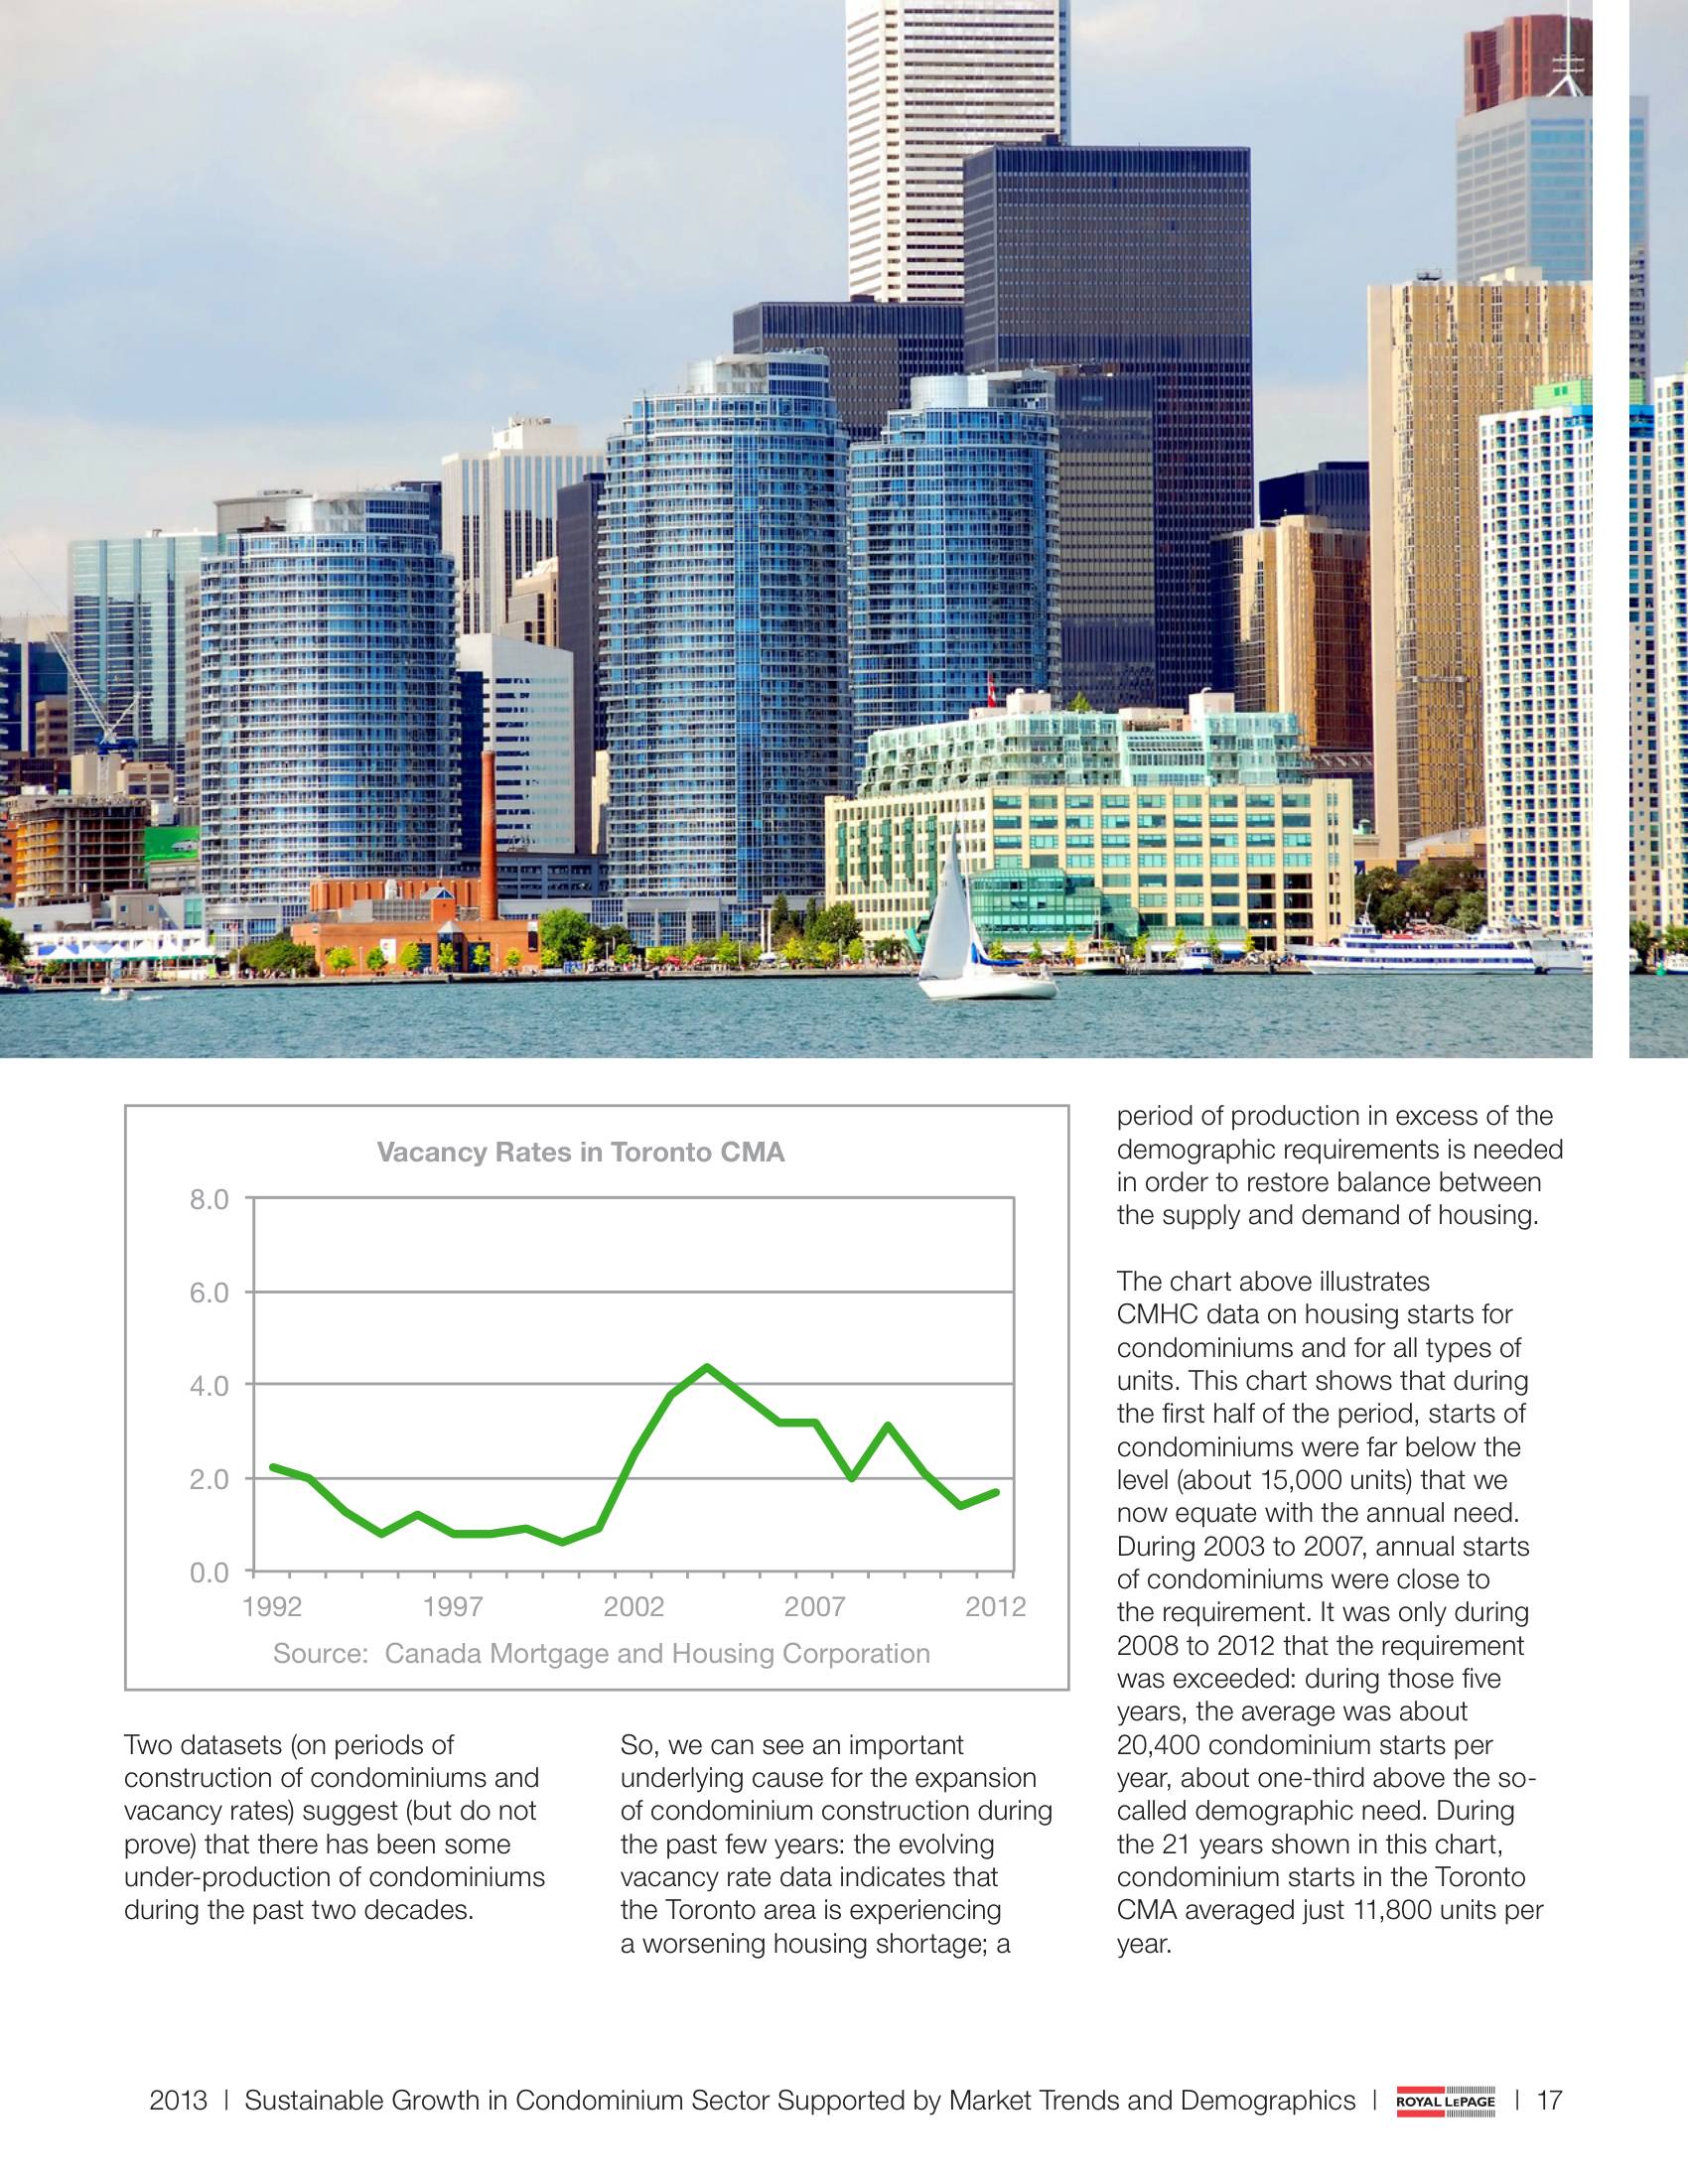 Vacancy Rates in Toronto CMA
8.0
6.0
4.0
2.0
0.0
1992 1997 2002 2007 2012
Source: Canada Mortgage and Housing Corporation
Two datasets (on periods of
construction of condominiums and
vacancy rates) suggest (but do not
prove) that there has been some
under-production of condominiums
during the past two decades.
So, we can see an important
underlying cause for the expansion
of condominium construction during
the past few years: the evolving
vacancy rate data indicates that
the Toronto area is experiencing
a worsening housing shortage; a
period of production in excess of the
demographic requirements is needed
in order to restore balance between
the supply and demand of housing.
The chart above illustrates
CMHC data on housing starts for
condominiums and for all types of
units. This chart shows that during
the first half of the period, starts of
condominiums were far below the
level (about 15,000 units) that we
now equate with the annual need.
During 2003 to 2007, annual starts
of condominiums were close to
the requirement. It was only during
2008 to 2012 that the requirement
was exceeded: during those five
years, the average was about
20,400 condominium starts per
year, about one-third above the so-
called demographic need. During
the 21 years shown in this chart,
condominium starts in the Toronto
CMA averaged just 11,800 units per
year.
2013 | Sustainable Growth in Condominium Sector Supported by Market Trends and Demographics | ROYAL LEPAGE | 17